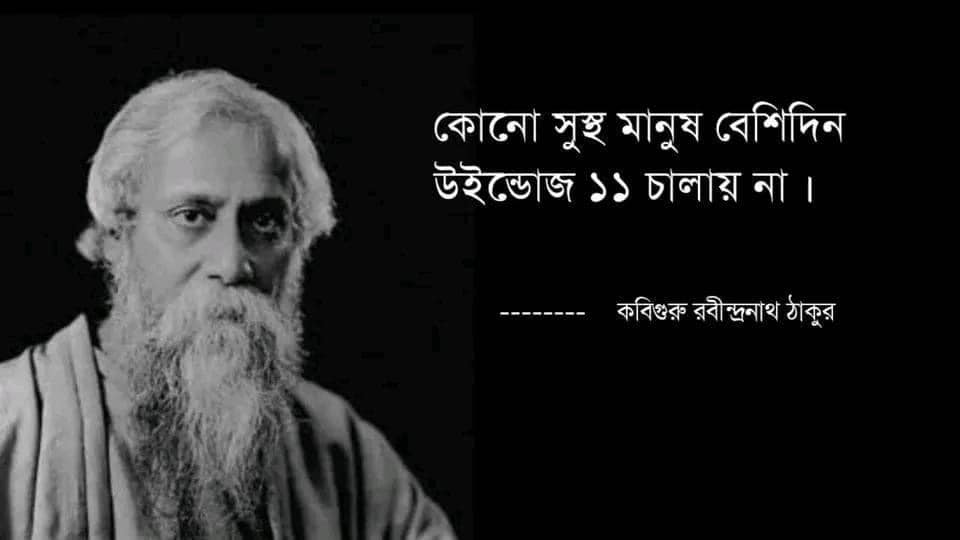 কোনো সুস্থ মানুষ বেশিদিন
উইন্ডোজ ১১ চালায় না ।
-------- কবিগুরু রবীন্দ্রনাথ ঠাকুর